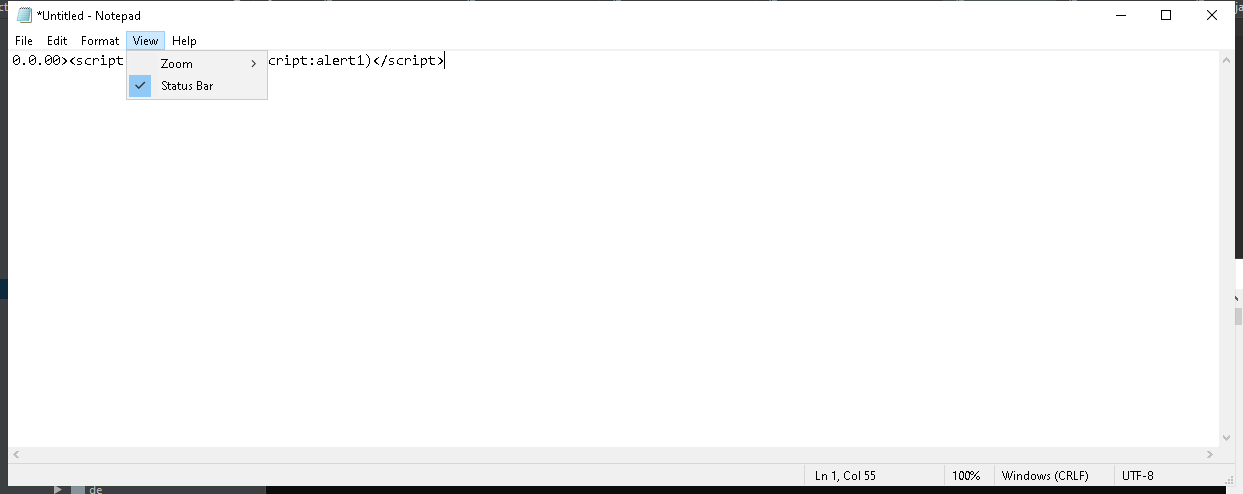 *Untitled - Notepad
File Edit Format View Help
0.0.00><script
cript:alert1)</script>
Zoom
Status Bar
Ln 1, Col 55
100%
Windows (CRLF)
UTF-8
de